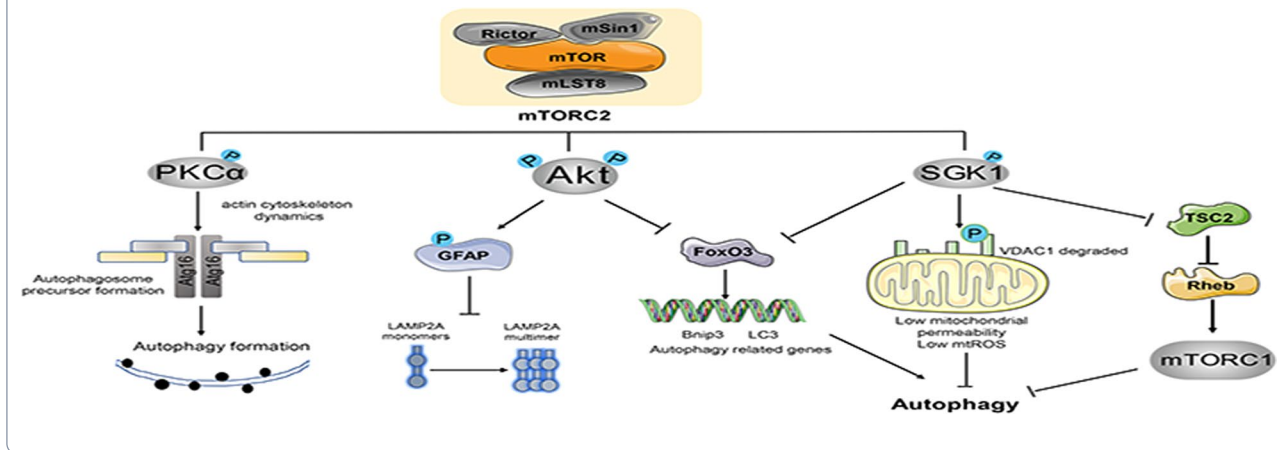 Rictor
mSin1
mTOR
mLST8
mTORC2
P
PKCα
P
P
Akt
P
SGK1
actin cytoskeleton
dynamics
Atg16
Atg16
Autophagosome
precursor formation
Autophagy formation
P
GFAP
LAMP2A
monomers
LAMP2A
multimer
FoxO3
Bnip3 LC3
Autophagy related genes
P
VDAC1 degraded
Low mitochondrial
permeability
Low mtROS
TSC2
Rheb
mTORC1
Autophagy